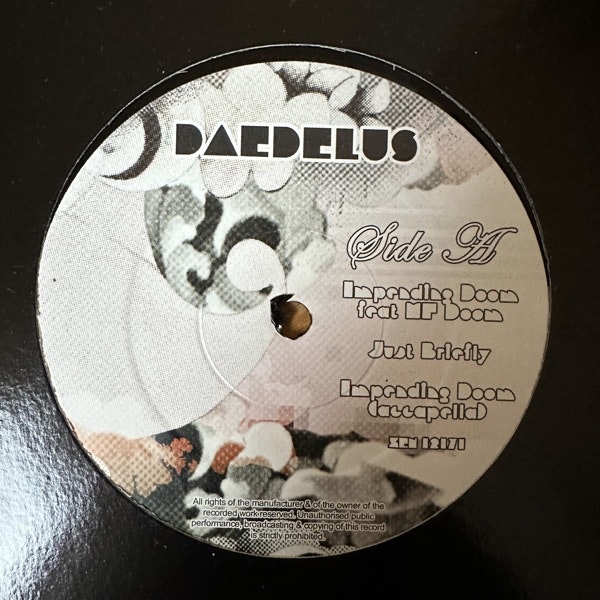 DAEDELUS
Side A
Impending Doom
feat MF Doom
Just Briefly
Impending Doom
(accapella)
ZEN 12171
All rights of the manufacturer & of the owner of the
recorded work reserved. Unauthorised public
performance, broadcasting & copying of this record
is strictly prohibited.